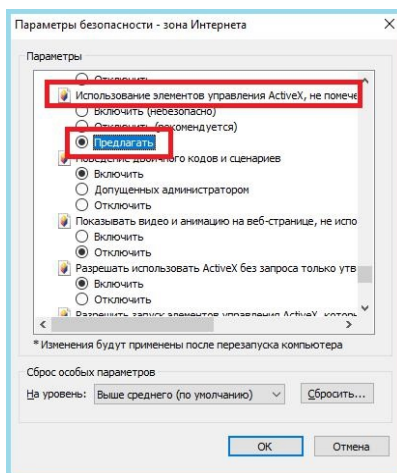 Параметры безопасности - зона Интернета
Параметры
Отключить
Использование элементов управления ActiveX, не помече
Включить (небезопасно)
Отключить (рекомендуется)
Предлагать
Поведение двоичного кодов и сценариев
Включить
Допущенных администратором
Отключить
Показывать видео и анимацию на веб-странице, не испо
Включить
Отключить
Разрешать использовать ActiveX без запроса только утв
Включить
Отключить
Разрешить запуск элементов управления ActiveX, которы
* Изменения будут применены после перезапуска компьютера
Сброс особых параметров
На уровень: Выше среднего (по умолчанию) Сбросить...
OK Отмена